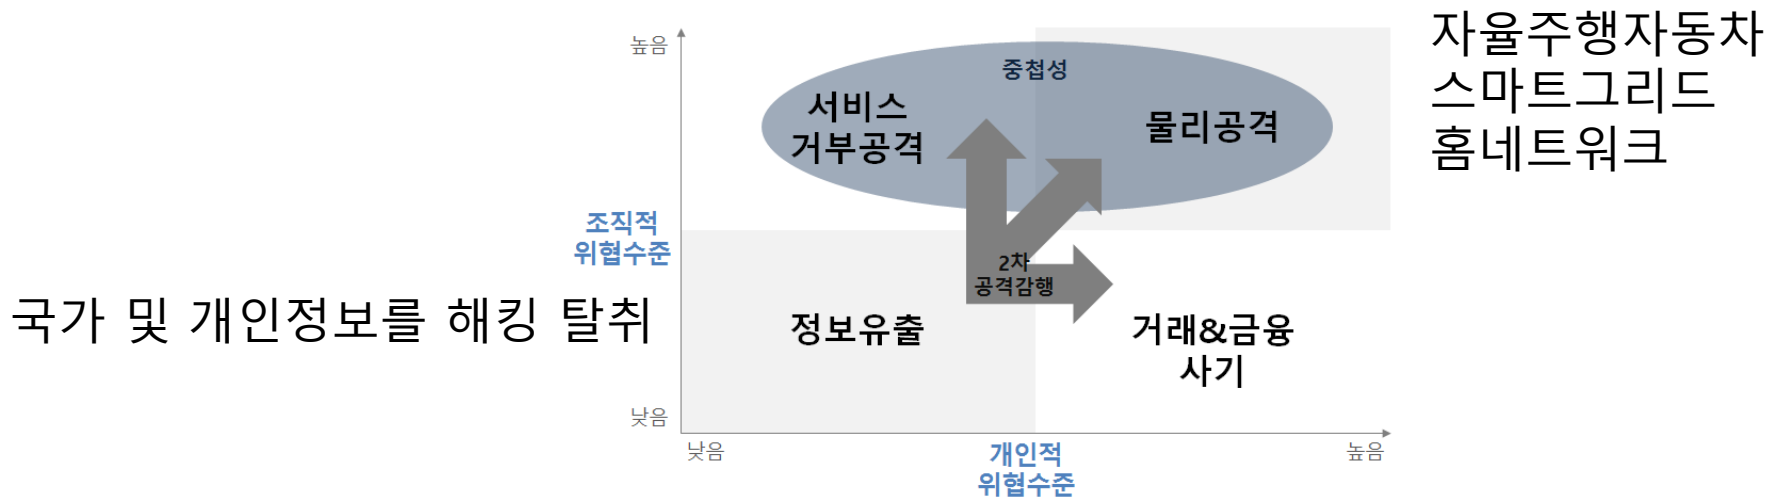 높음
중첩성
서비스
거부공격
물리공격
자율주행자동차
스마트그리드
홈네트워크
조직적
위협수준
2차
공격감행
국가 및 개인정보를 해킹 탈취
정보유출
거래&금융
사기
낮음
낮음
개인적
위협수준
높음